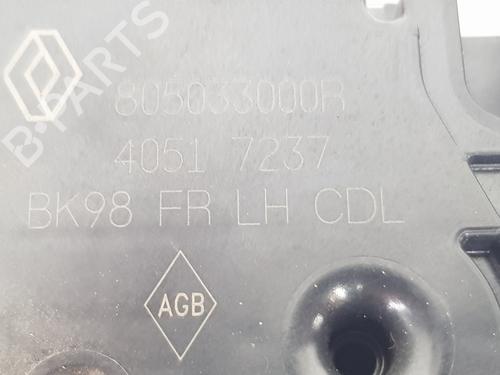 B-PARTS
805033000R
4051 7237
BK98 FR LH CDL
AGB